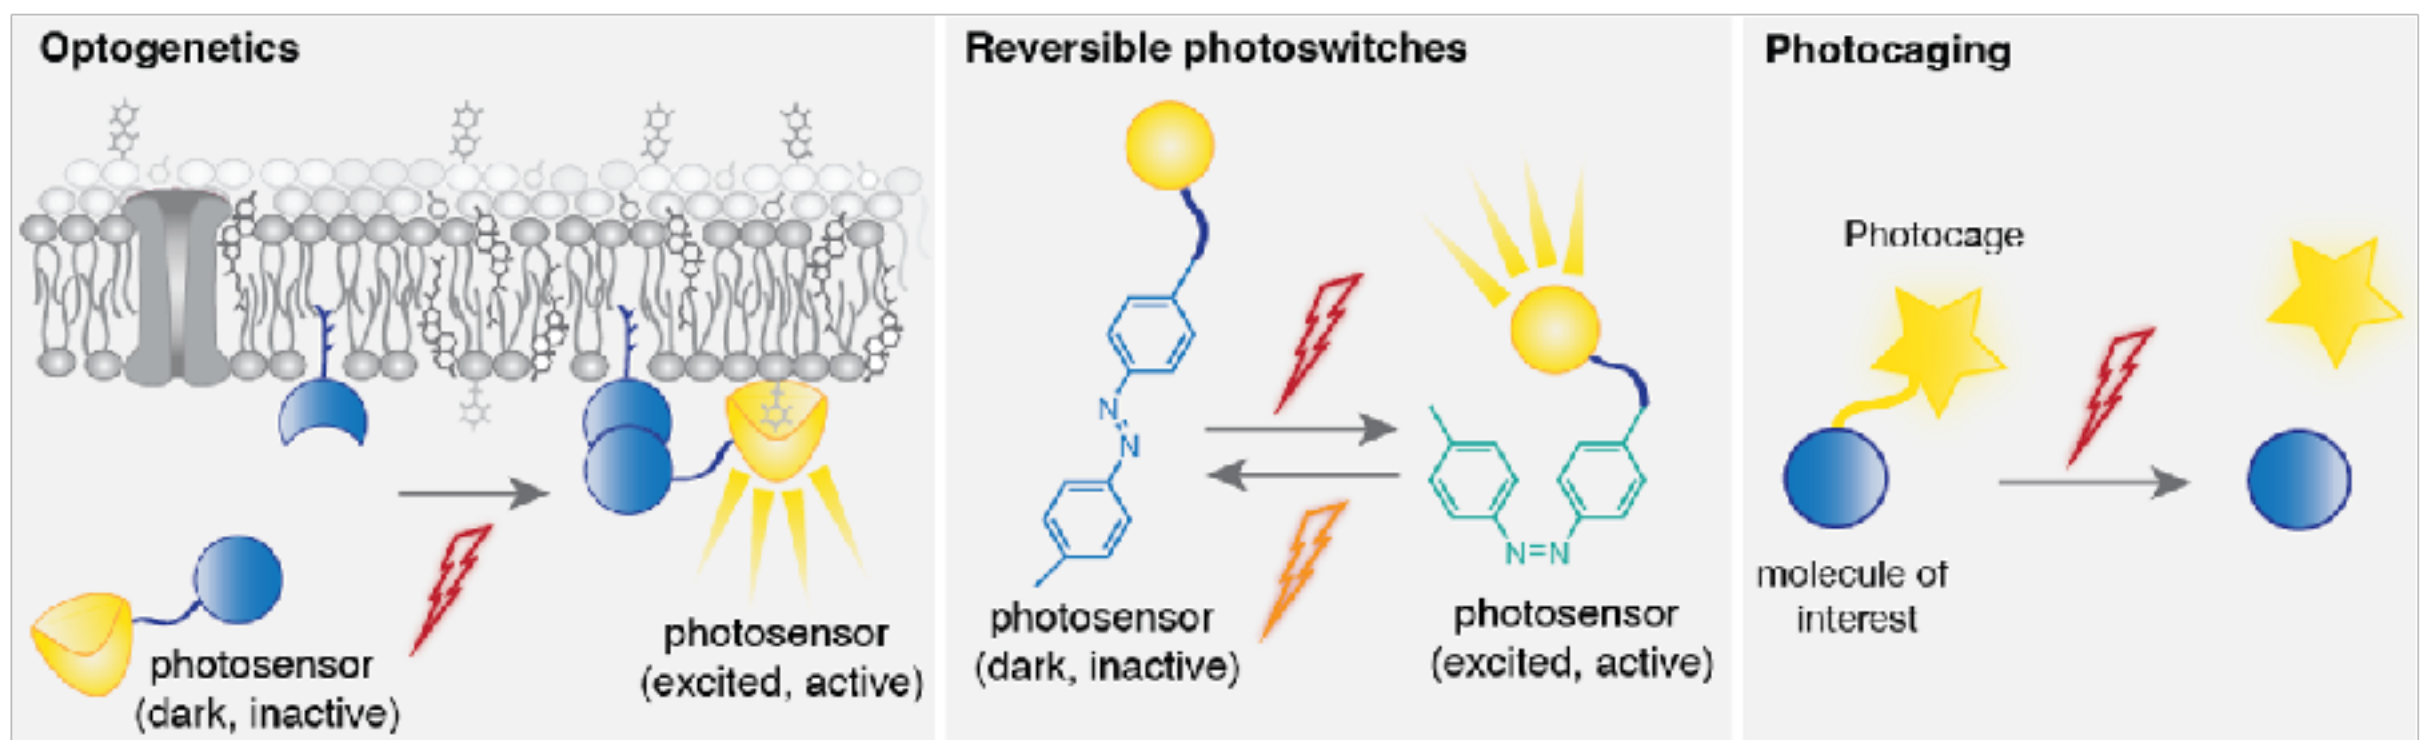 Optogenetics
photosensor
(dark, inactive)
photosensor
(excited, active)
Reversible photoswitches
N
N
N=N
photosensor
(dark, inactive)
photosensor
(excited, active)
Photocaging
Photocage
molecule of
interest